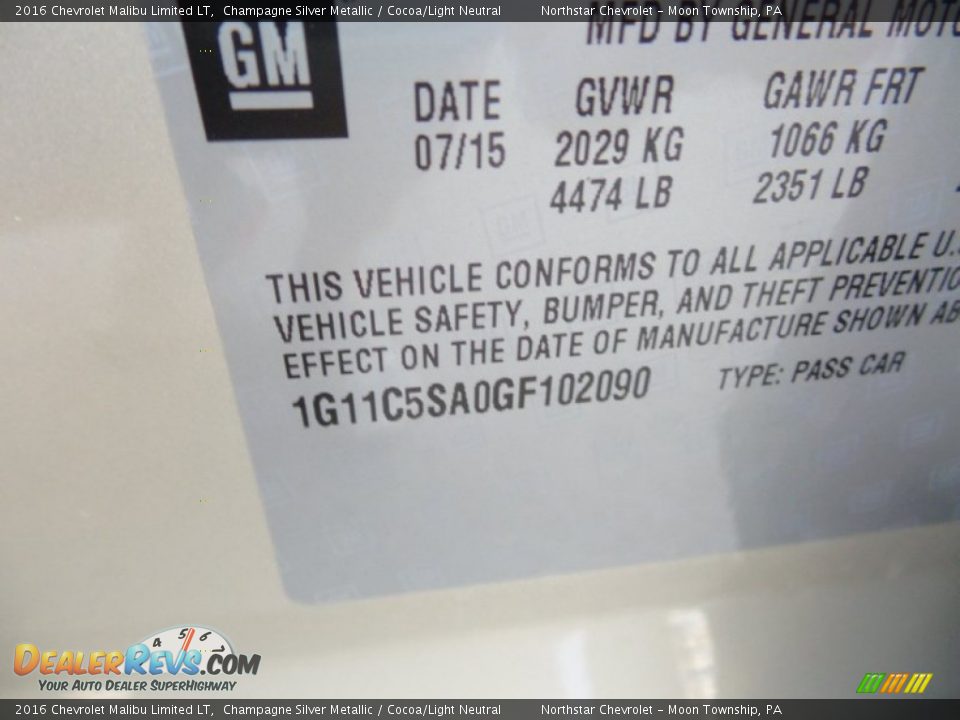 2016 Chevrolet Malibu Limited LT,  Champagne Silver Metallic / Cocoa/Light Neutral     Northstar Chevrolet – Moon Township, PA
GM
MFD BY GENERAL MOTO
DATE GVWR GAWR FRT
07/15 2029 KG 1066 KG
4474 LB 2351 LB
THIS VEHICLE CONFORMS TO ALL APPLICABLE U.S
VEHICLE SAFETY, BUMPER, AND THEFT PREVENTIO
EFFECT ON THE DATE OF MANUFACTURE SHOWN AB
1G11C5SA0GF102090 TYPE: PASS CAR
4 5 6
DEALERREVS.COM
YOUR AUTO DEALER SUPERHIGHWAY
2016 Chevrolet Malibu Limited LT,  Champagne Silver Metallic / Cocoa/Light Neutral     Northstar Chevrolet – Moon Township, PA